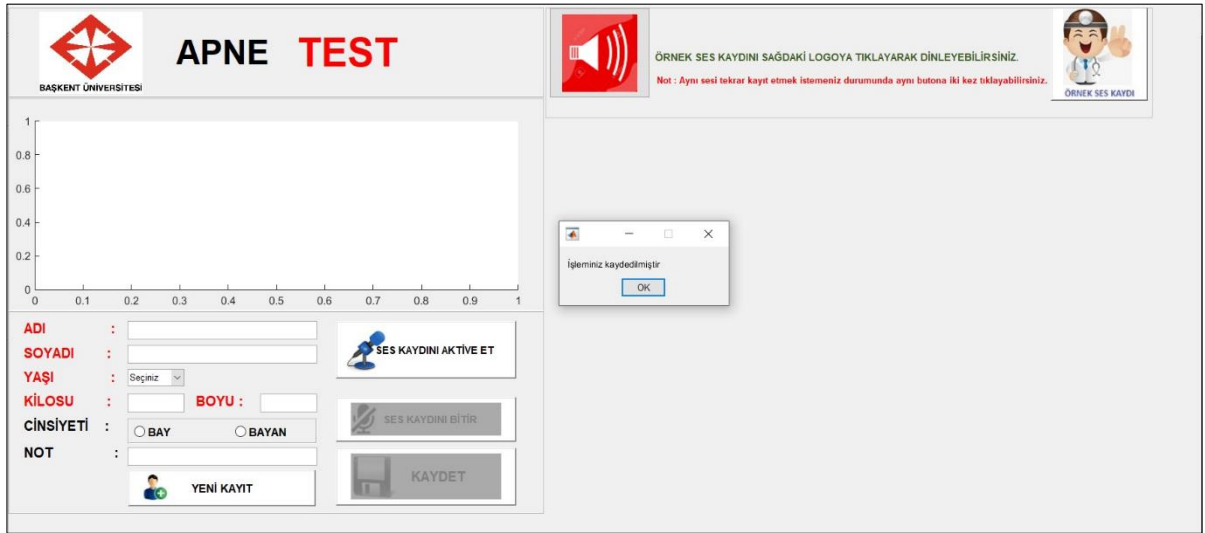 BAŞKENT ÜNİVERSİTESİ
APNE TEST
ÖRNEK SES KAYDINI SAĞDAKİ LOGOYA TIKLAYARAK DİNLEYEBİLİRSİNİZ.
Not : Aynı sesi tekrar kayıt etmek istemeniz durumunda aynı butona iki kez tıklayabilirsiniz.
ÖRNEK SES KAYDI
1
0.8
0.6
0.4
0.2
0
0 0.1 0.2 0.3 0.4 0.5 0.6 0.7 0.8 0.9 1
İşleminiz kaydedilmiştir
OK
ADI :
SOYADI :
YAŞI : Seçiniz
KİLOSU : BOYU :
CİNSİYETİ : BAY BAYAN
NOT :
YENİ KAYIT
SES KAYDINI AKTİVE ET
SES KAYDINI BİTİR
KAYDET